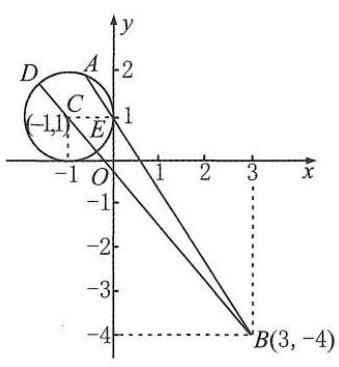 y
D A 2
C
(-1,1) E 1
-1 O 1 2 3 x
-1
-2
-3
-4 B(3, -4)